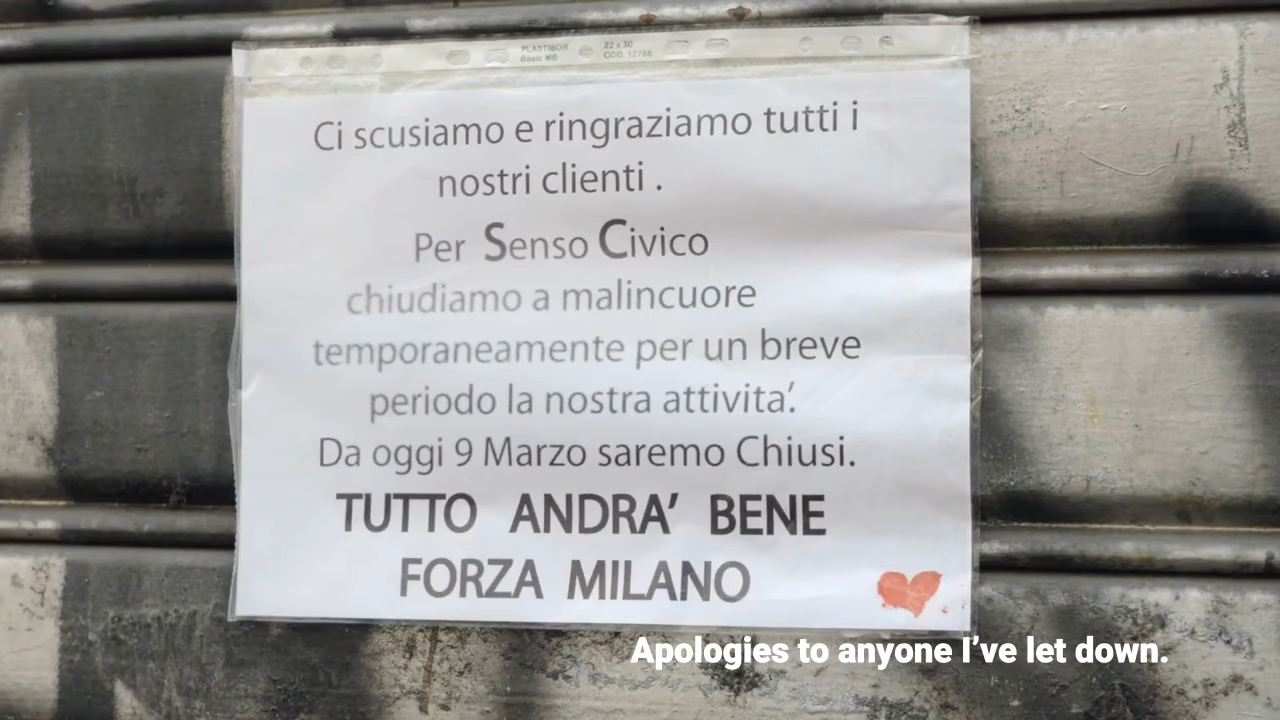 PLASTIBOX 22 x 30
Basic MB COD. 12766
Ci scusiamo e ringraziamo tutti i
nostri clienti .
Per Senso Civico
chiudiamo a malincuore
temporaneamente per un breve
periodo la nostra attivita'.
Da oggi 9 Marzo saremo Chiusi.
TUTTO ANDRA' BENE
FORZA MILANO
Apologies to anyone I've let down.